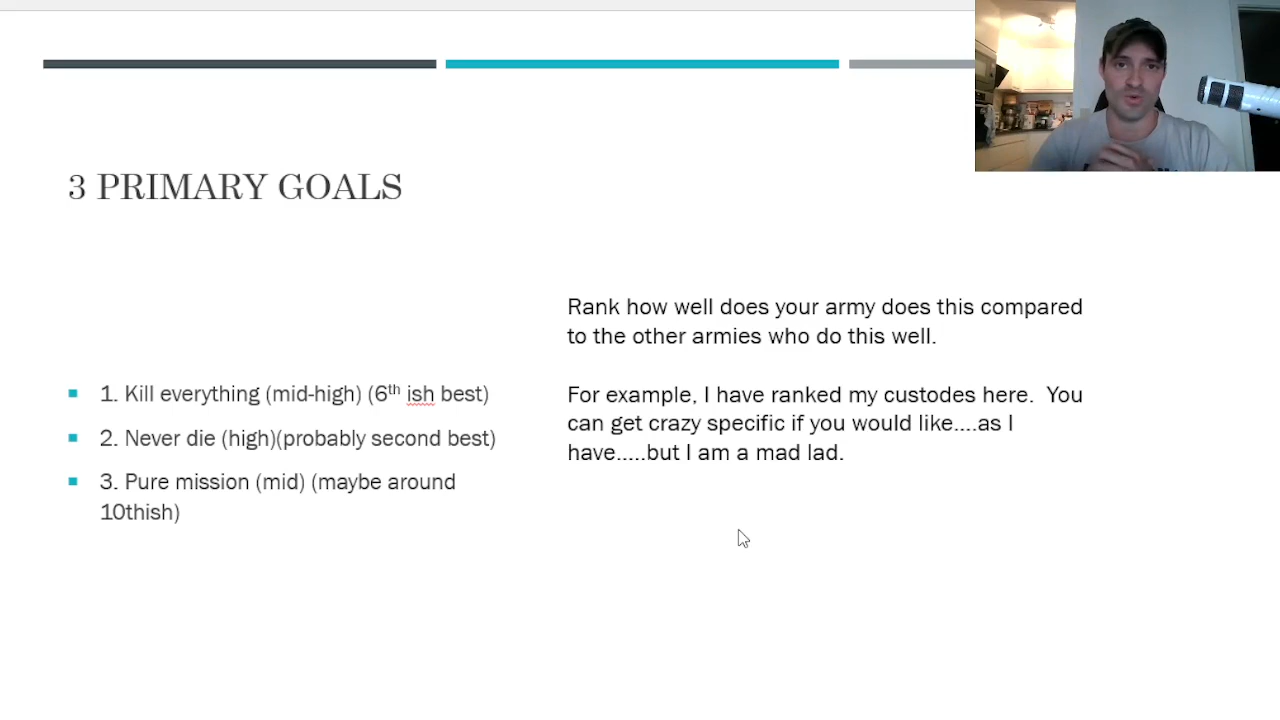 3 PRIMARY GOALS
1. Kill everything (mid-high) (6th ish best)
2. Never die (high)(probably second best)
3. Pure mission (mid) (maybe around
10thish)
Rank how well does your army does this compared
to the other armies who do this well.
For example, I have ranked my custodes here.  You
can get crazy specific if you would like....as I
have.....but I am a mad lad.